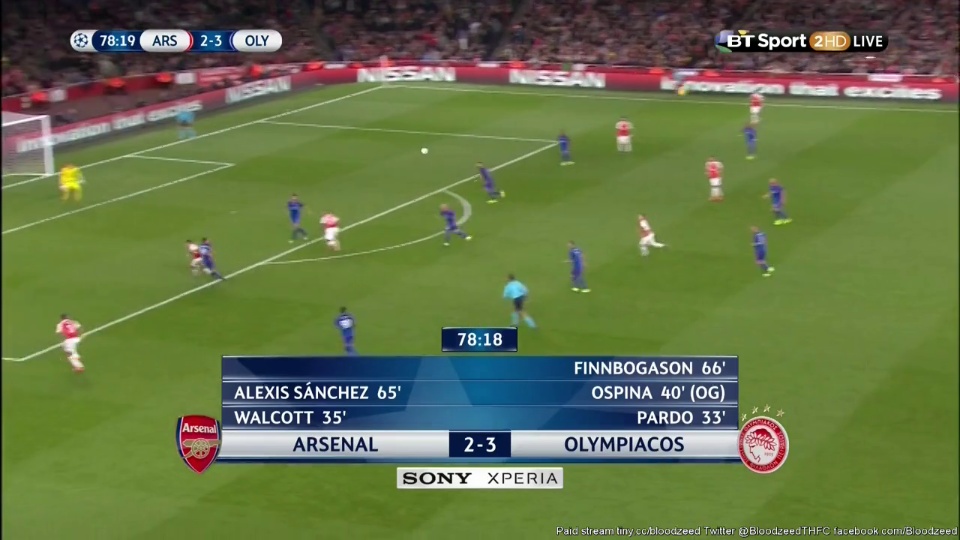 78:19 ARS 2-3 OLY
BT Sport 2HD LIVE
NISSAN NISSAN NISSAN innovation that excites
innovation that excites
78:18
FINNBOGASON 66'
ALEXIS SÁNCHEZ 65' OSPINA 40' (OG)
WALCOTT 35' PARDO 33'
Arsenal ARSENAL 2-3 OLYMPIACOS
SONY XPERIA
Paid stream tiny.cc/bloodzeed Twitter @BloodzeedTHFC facebook.com/Bloodzeed